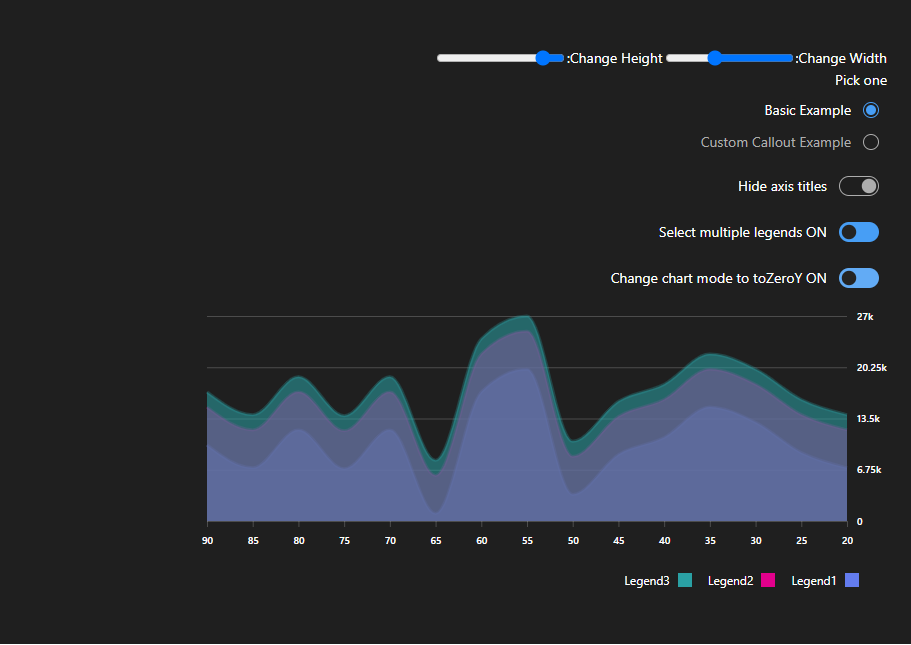 :Change Height :Change Width
Pick one
Basic Example
Custom Callout Example
Hide axis titles
Select multiple legends ON
Change chart mode to toZeroY ON
27k
20.25k
13.5k
6.75k
0
90 85 80 75 70 65 60 55 50 45 40 35 30 25 20
Legend3 Legend2 Legend1